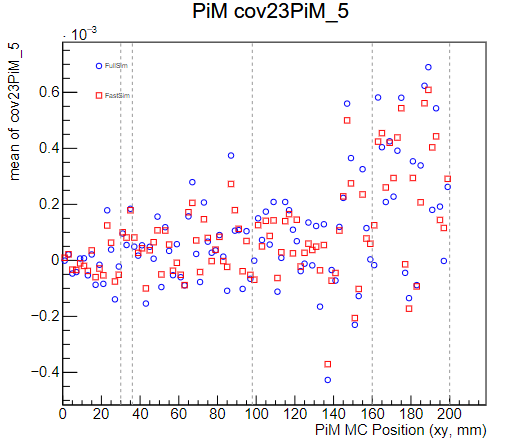 PiM cov23PiM_5
×10⁻³
mean of cov23PiM_5
FullSim
FastSim
0.6
0.4
0.2
0
−0.2
−0.4
0 20 40 60 80 100 120 140 160 180 200
PiM MC Position (xy, mm)